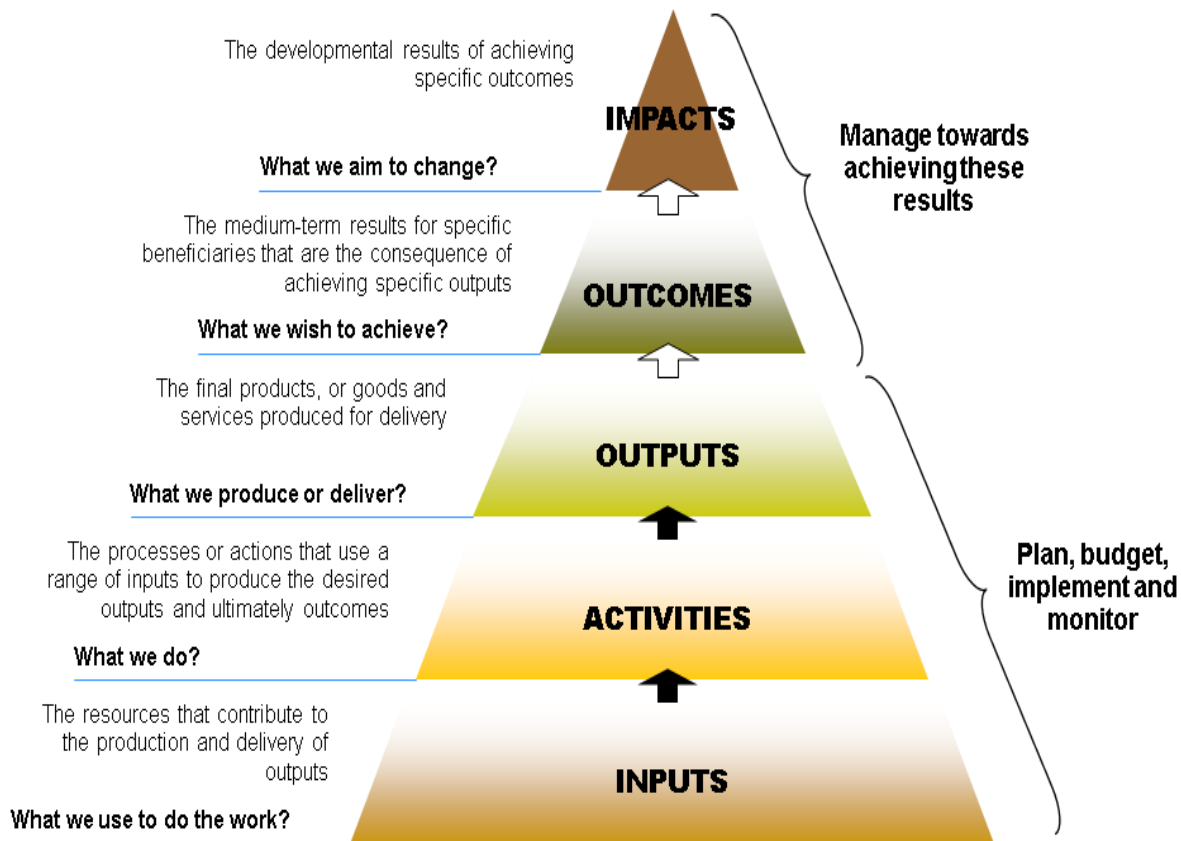 The developmental results of achieving
specific outcomes
IMPACTS
What we aim to change?
Manage towards
achieving these
results
The medium-term results for specific
beneficiaries that are the consequence of
achieving specific outputs
OUTCOMES
What we wish to achieve?
The final products, or goods and
services produced for delivery
OUTPUTS
What we produce or deliver?
The processes or actions that use a
range of inputs to produce the desired
outputs and ultimately outcomes
ACTIVITIES
What we do?
Plan, budget,
implement and
monitor
The resources that contribute to
the production and delivery of
outputs
INPUTS
What we use to do the work?